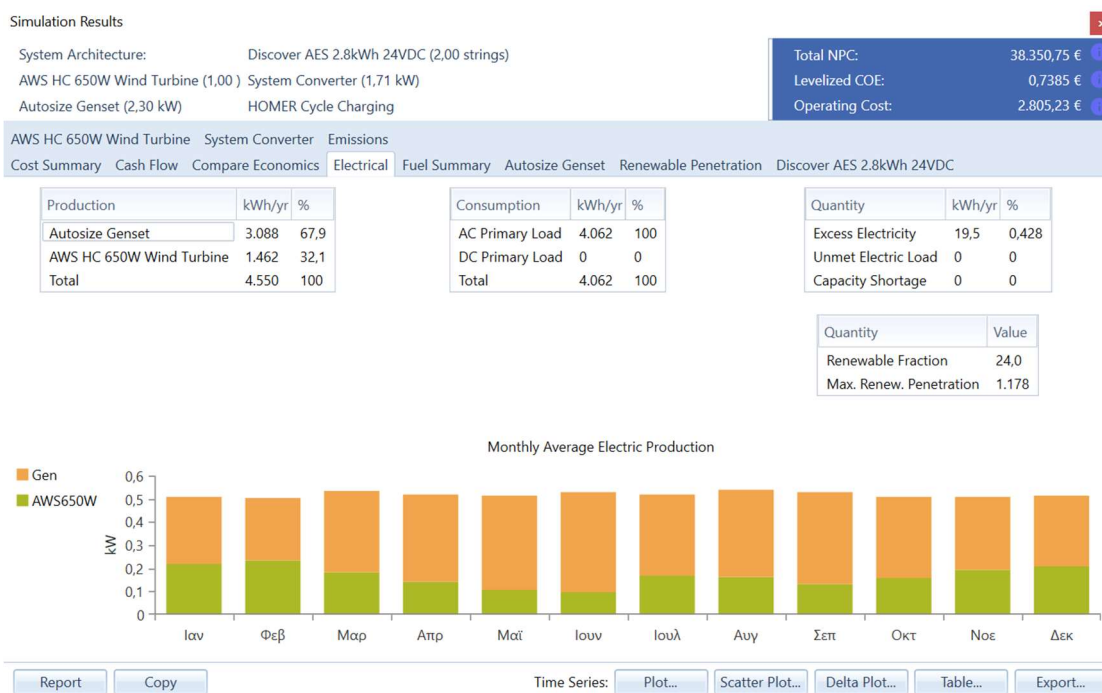 Simulation Results
System Architecture: Discover AES 2.8kWh 24VDC (2,00 strings)
AWS HC 650W Wind Turbine (1,00 ) System Converter (1,71 kW)
Autosize Genset (2,30 kW) HOMER Cycle Charging
Total NPC: 38.350,75 €
Levelized COE: 0,7385 €
Operating Cost: 2.805,23 €
AWS HC 650W Wind Turbine System Converter Emissions
Cost Summary Cash Flow Compare Economics Electrical Fuel Summary Autosize Genset Renewable Penetration Discover AES 2.8kWh 24VDC
Production kWh/yr %
Autosize Genset 3.088 67,9
AWS HC 650W Wind Turbine 1.462 32,1
Total 4.550 100
Consumption kWh/yr %
AC Primary Load 4.062 100
DC Primary Load 0 0
Total 4.062 100
Quantity kWh/yr %
Excess Electricity 19,5 0,428
Unmet Electric Load 0 0
Capacity Shortage 0 0
Quantity Value
Renewable Fraction 24,0
Max. Renew. Penetration 1.178
Monthly Average Electric Production
Gen
AWS650W
kW
0,6
0,5
0,4
0,3
0,2
0,1
0
Ιαν Φεβ Μαρ Απρ Μαϊ Ιουν Ιουλ Αυγ Σεπ Οκτ Νοε Δεκ
Report Copy Time Series: Plot... Scatter Plot... Delta Plot... Table... Export...